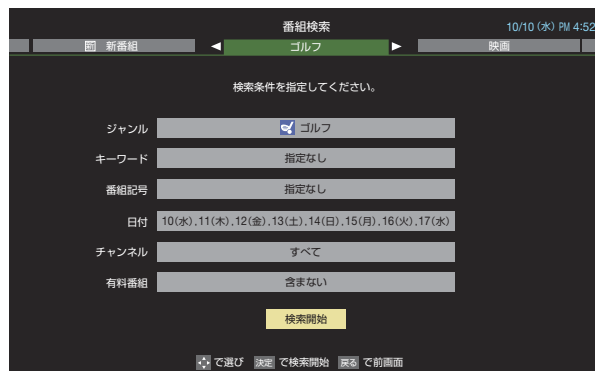 番組検索
10/10 (水) PM 4:52
新番組 ◀ ゴルフ ▶ 映画
検索条件を指定してください。
ジャンル ゴルフ
キーワード 指定なし
番組記号 指定なし
日付 10(水),11(木),12(金),13(土),14(日),15(月),16(火),17(水)
チャンネル すべて
有料番組 含まない
検索開始
で選び 決定 で検索開始 戻る で前画面